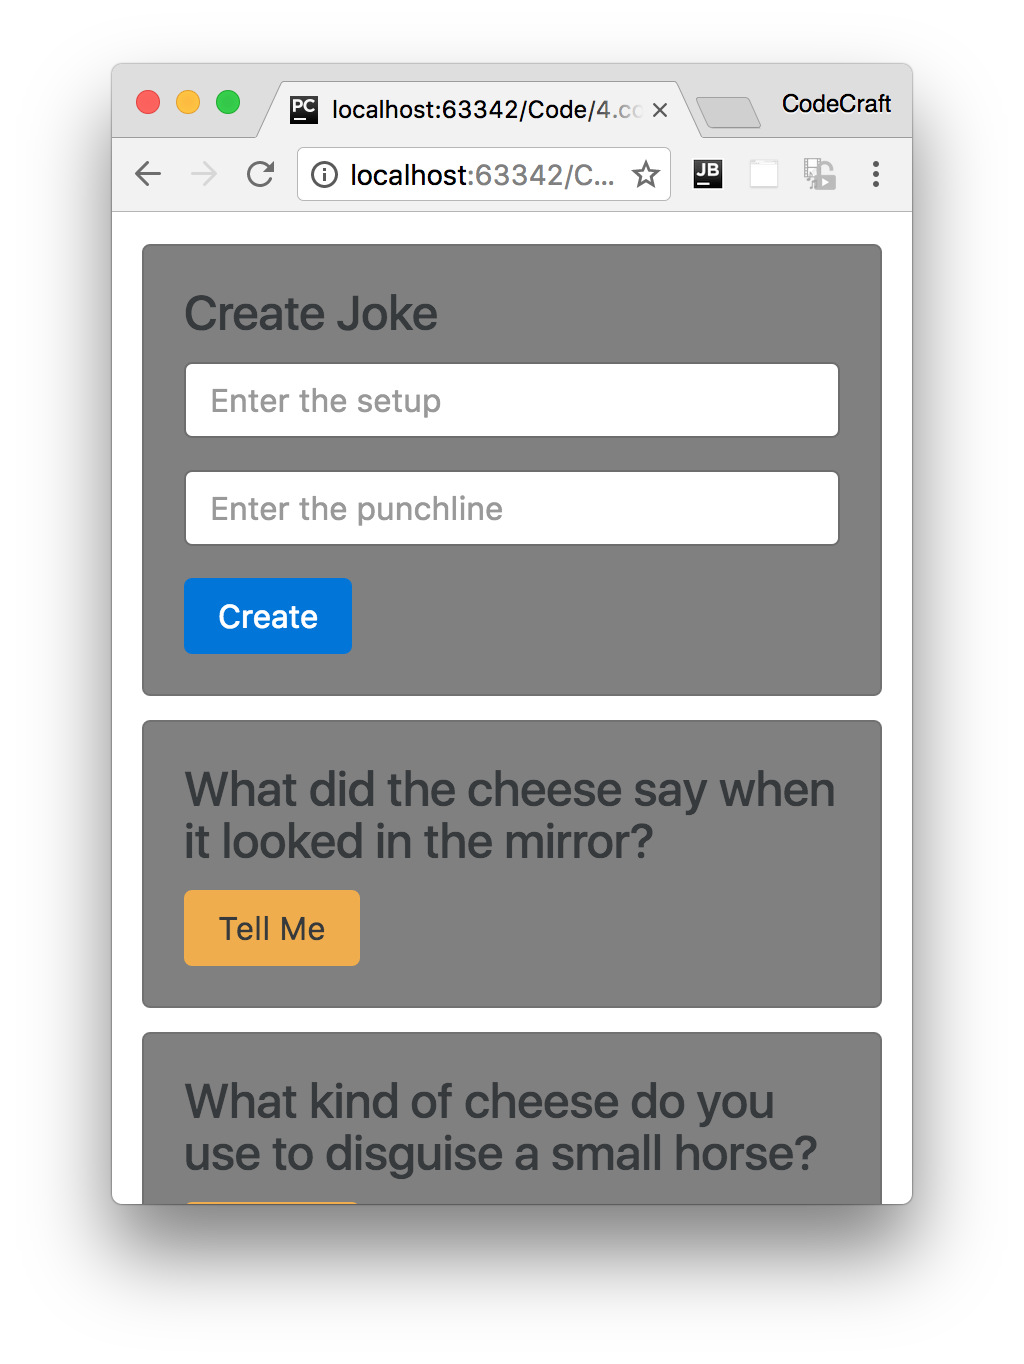 PC
localhost:63342/Code/4.co
CodeCraft
localhost:63342/C...
JB
Create Joke
Enter the setup
Enter the punchline
Create
What did the cheese say when
it looked in the mirror?
Tell Me
What kind of cheese do you
use to disguise a small horse?